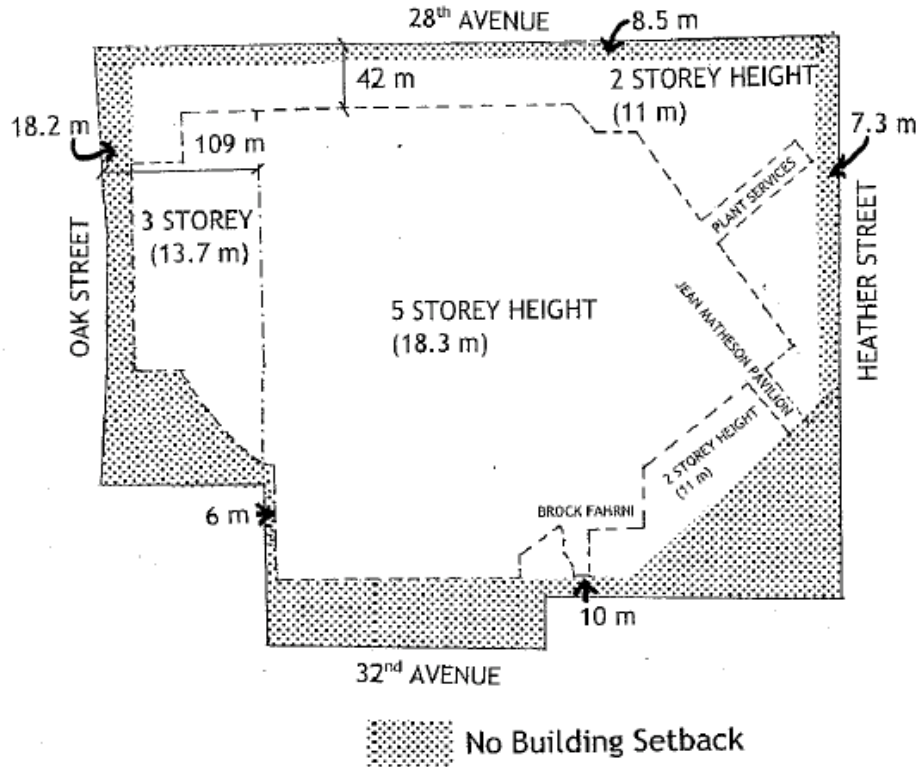 28th AVENUE
8.5 m
42 m
2 STOREY HEIGHT
(11 m)
18.2 m
7.3 m
109 m
PLANT SERVICES
3 STOREY
(13.7 m)
OAK STREET
HEATHER STREET
5 STOREY HEIGHT
(18.3 m)
JEAN MATHESON PAVILION
2 STOREY HEIGHT
(11 m)
6 m
BROCK FAHRNI
10 m
32nd AVENUE
No Building Setback